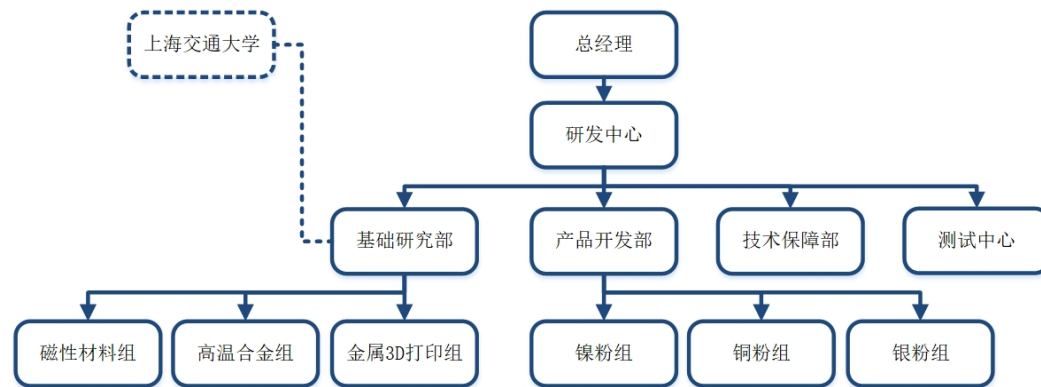 上海交通大学
总经理
研发中心
基础研究部
产品开发部
技术保障部
测试中心
磁性材料组
高温合金组
金属3D打印组
镍粉组
铜粉组
银粉组